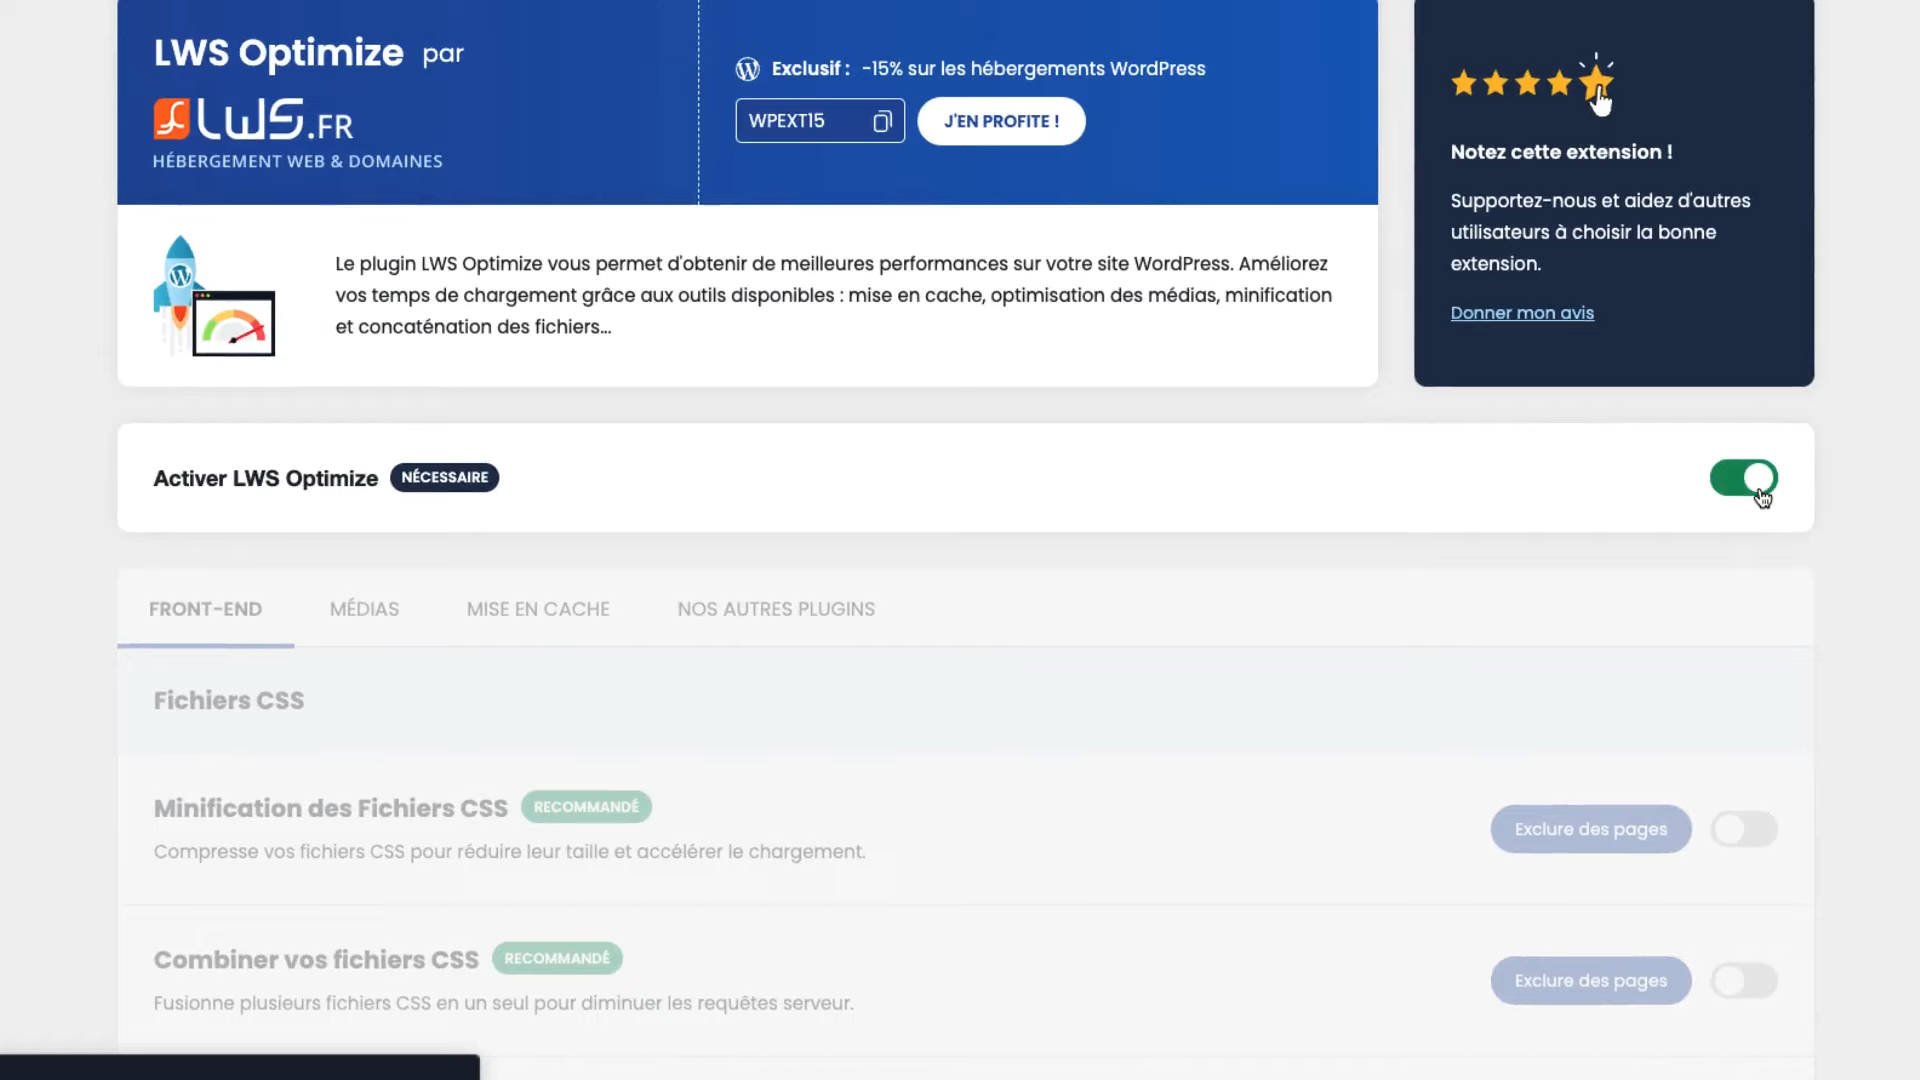 LWS Optimize par
LWS.FR
HÉBERGEMENT WEB & DOMAINES
Exclusif : -15% sur les hébergements WordPress
WPEXT15
J'EN PROFITE !
Le plugin LWS Optimize vous permet d'obtenir de meilleures performances sur votre site WordPress. Améliorez
vos temps de chargement grâce aux outils disponibles : mise en cache, optimisation des médias, minification
et concaténation des fichiers...
Notez cette extension !
Supportez-nous et aidez d'autres
utilisateurs à choisir la bonne
extension.
Donner mon avis
Activer LWS Optimize NÉCESSAIRE
FRONT-END MÉDIAS MISE EN CACHE NOS AUTRES PLUGINS
Fichiers CSS
Minification des Fichiers CSS RECOMMANDÉ
Compresse vos fichiers CSS pour réduire leur taille et accélérer le chargement.
Exclure des pages
Combiner vos fichiers CSS RECOMMANDÉ
Fusionne plusieurs fichiers CSS en un seul pour diminuer les requêtes serveur.
Exclure des pages